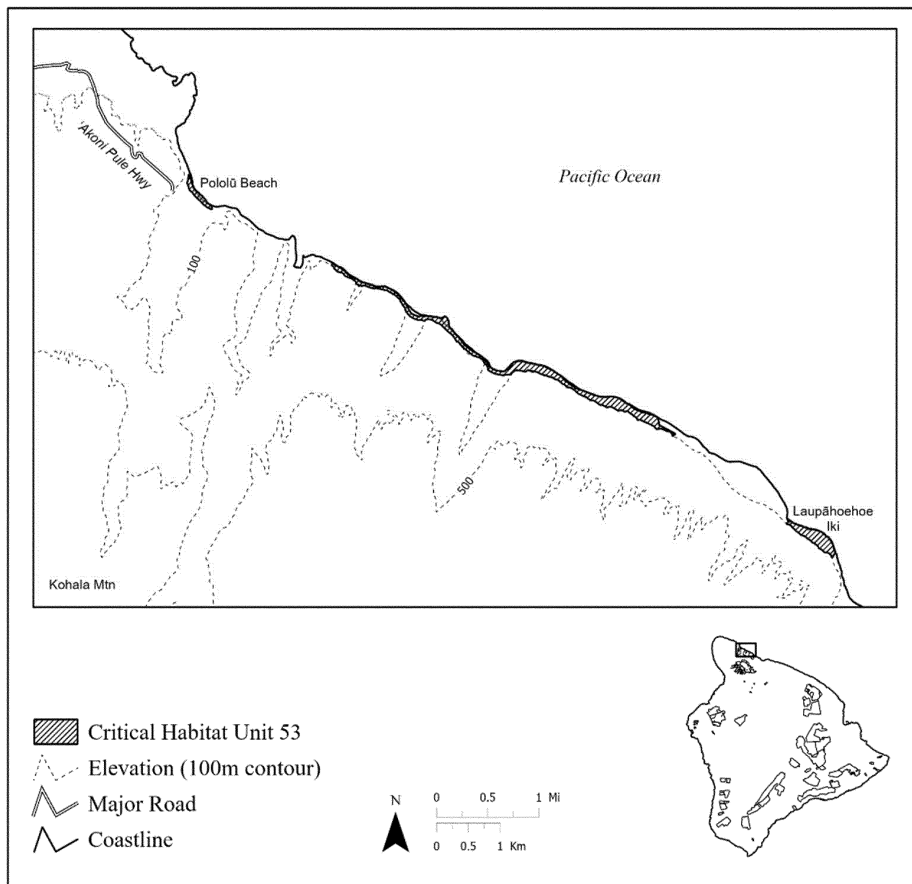 'Akoni Pule Hwy
Pololū Beach
Pacific Ocean
100
500
Laupāhoehoe
Iki
Kohala Mtn
Critical Habitat Unit 53
Elevation (100m contour)
Major Road
Coastline
N
0 0.5 1 Mi
0 0.5 1 Km